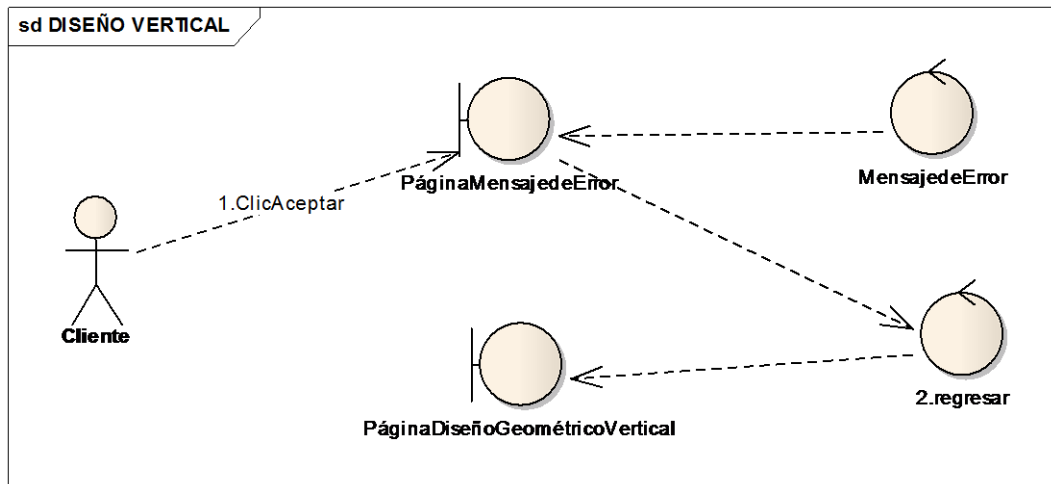 sd DISEÑO VERTICAL
PáginaMensajedeError
MensajedeError
1.ClicAceptar
Cliente
2.regresar
PáginaDiseñoGeométricoVertical